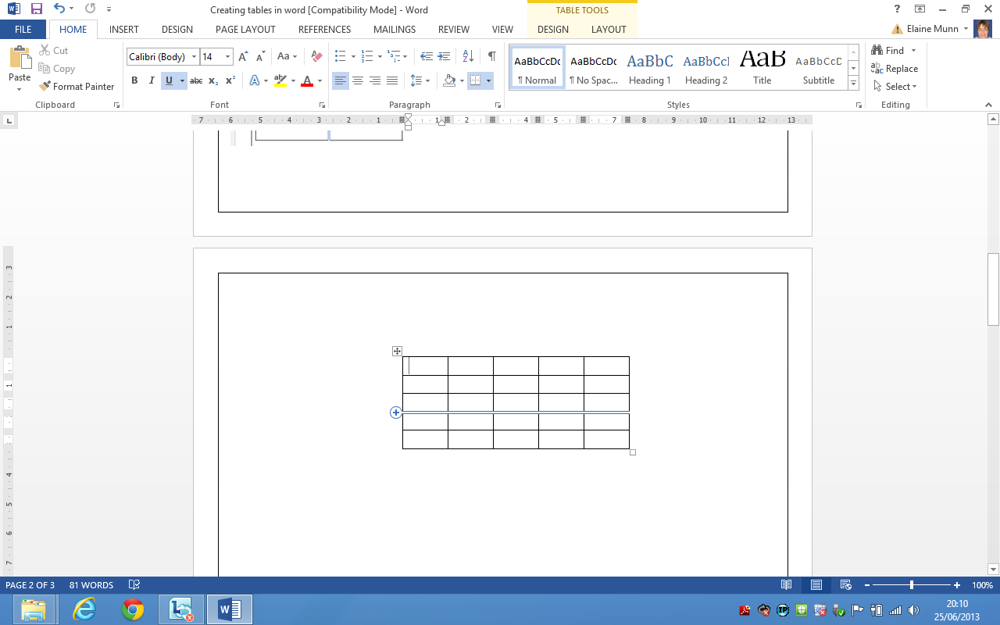 Creating tables in word [Compatibility Mode] - Word
TABLE TOOLS
?
FILE HOME INSERT DESIGN PAGE LAYOUT REFERENCES MAILINGS REVIEW VIEW DESIGN LAYOUT Elaine Munn
Paste
Cut
Copy
Format Painter
Clipboard
Calibri (Body) 14 Aa
B I U abc x₂ x² A ab A
Font
Paragraph
AaBbCcDc AaBbCcDc AaBbC AaBbCcI AaB AaBbCcD
¶ Normal ¶ No Spac... Heading 1 Heading 2 Title Subtitle
Styles
Find
Replace
Select
Editing
7 6 5 4 3 2 1 1 2 4 5 7 8 9 10 11 12 13
3
2
1
1
4
5
6
7
PAGE 2 OF 3 81 WORDS 100%
20:10
25/06/2013